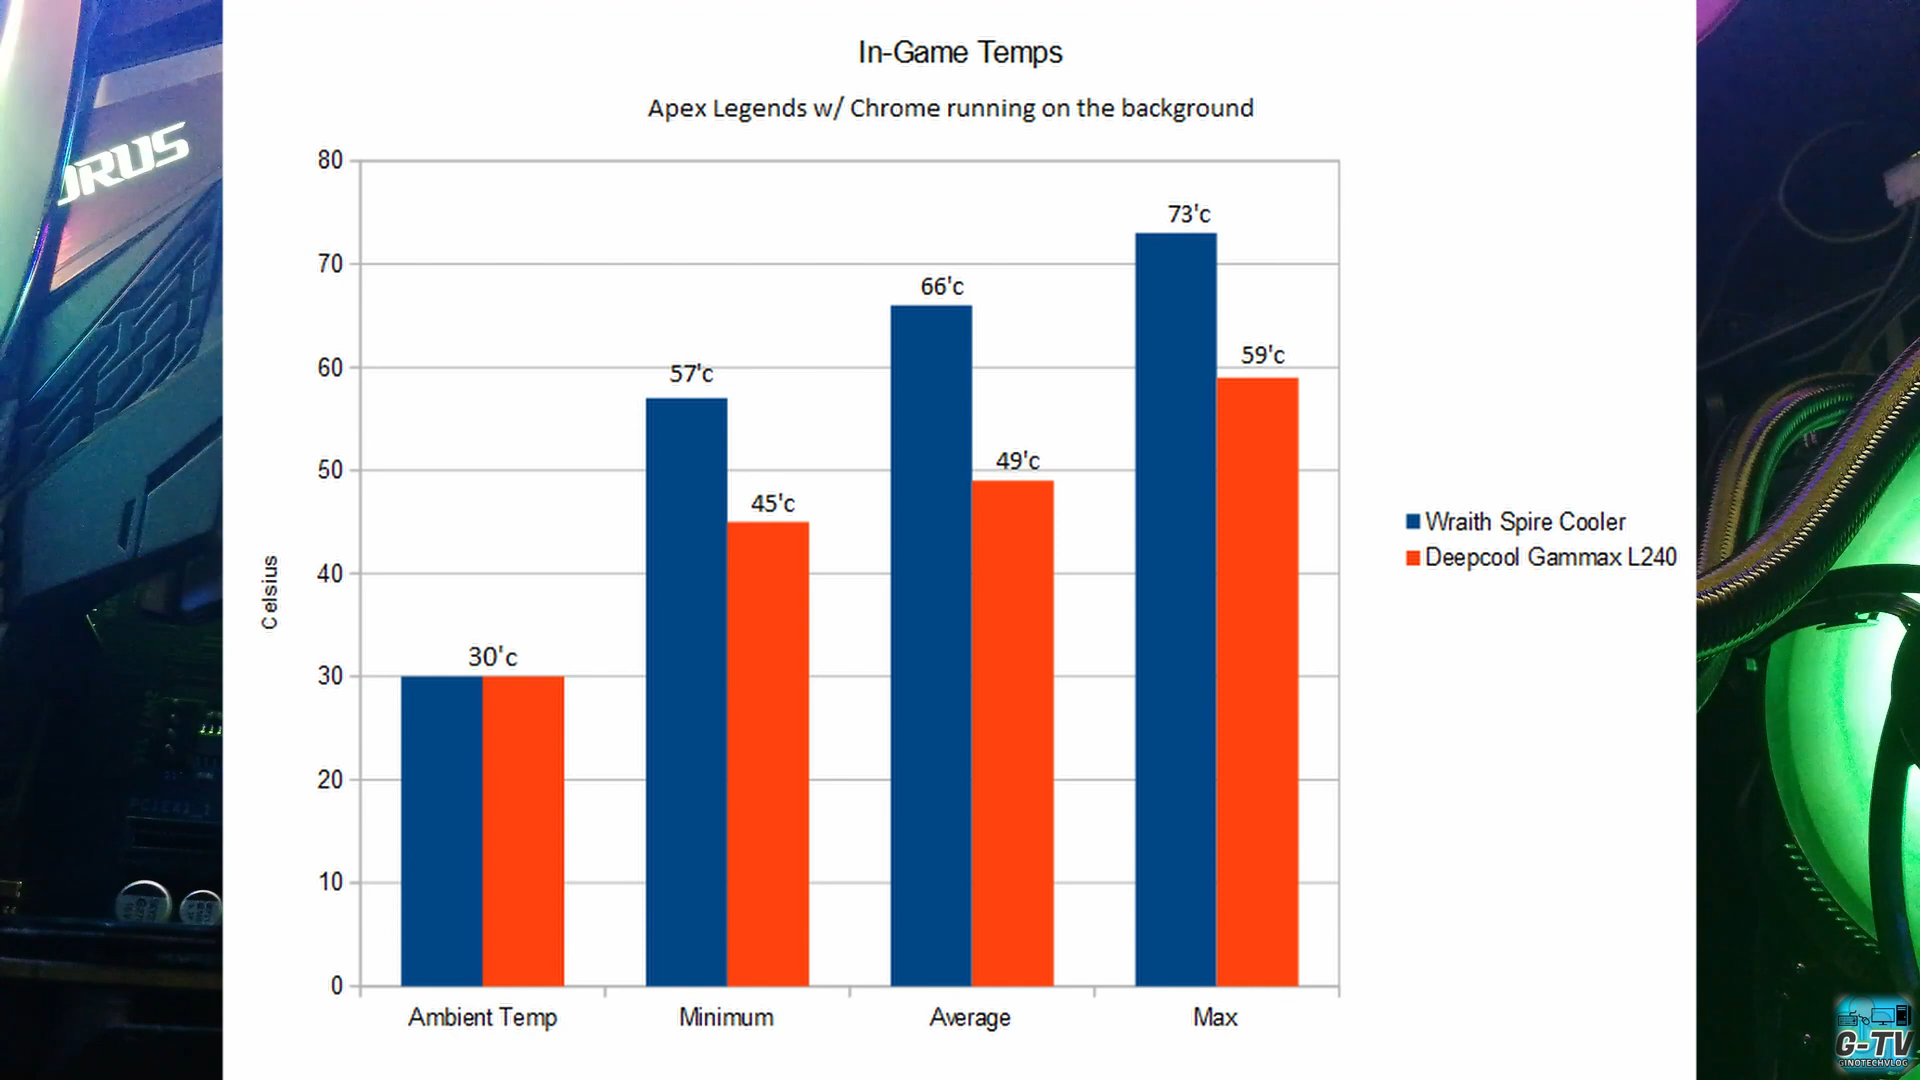 In-Game Temps
Apex Legends w/ Chrome running on the background
ORUS
80
70
60
50
40
30
20
10
0
Celsius
30'c
57'c
45'c
66'c
49'c
73'c
59'c
Ambient Temp
Minimum
Average
Max
Wraith Spire Cooler
Deepcool Gammax L240
G-TV
GINOTECHVLOG